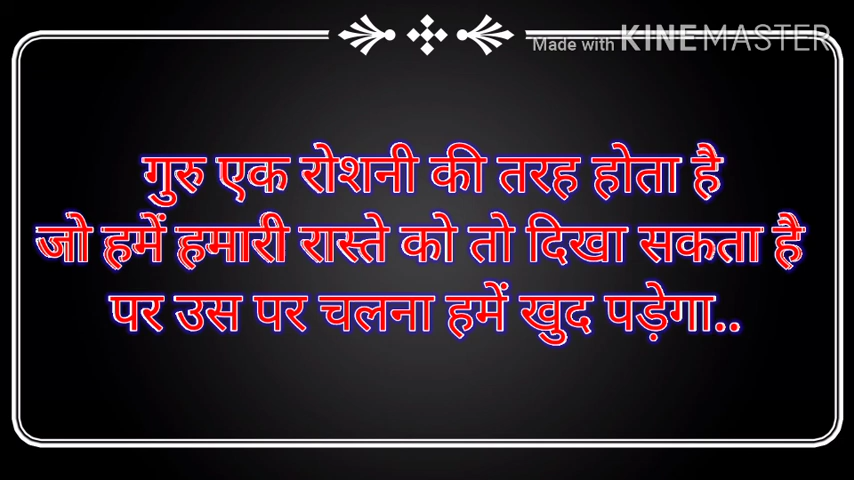 Made with KINEMASTER
गुरु एक रोशनी की तरह होता है
जो हमें हमारी रास्ते को तो दिखा सकता है
पर उस पर चलना हमें खुद पड़ेगा..